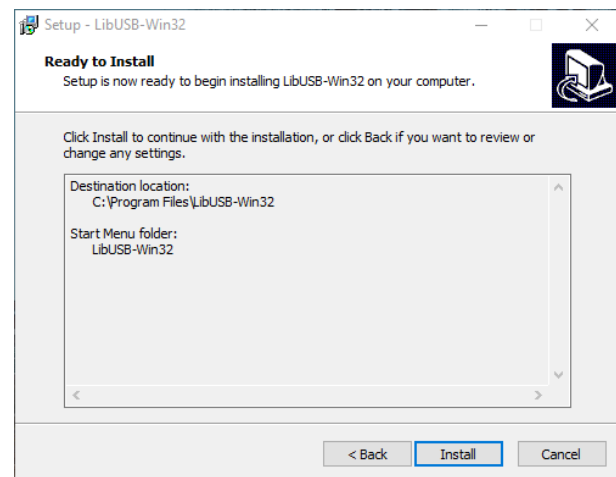 Setup - LibUSB-Win32
Ready to Install
Setup is now ready to begin installing LibUSB-Win32 on your computer.
Click Install to continue with the installation, or click Back if you want to review or
change any settings.
Destination location:
C:\Program Files\LibUSB-Win32
Start Menu folder:
LibUSB-Win32
< Back
Install
Cancel